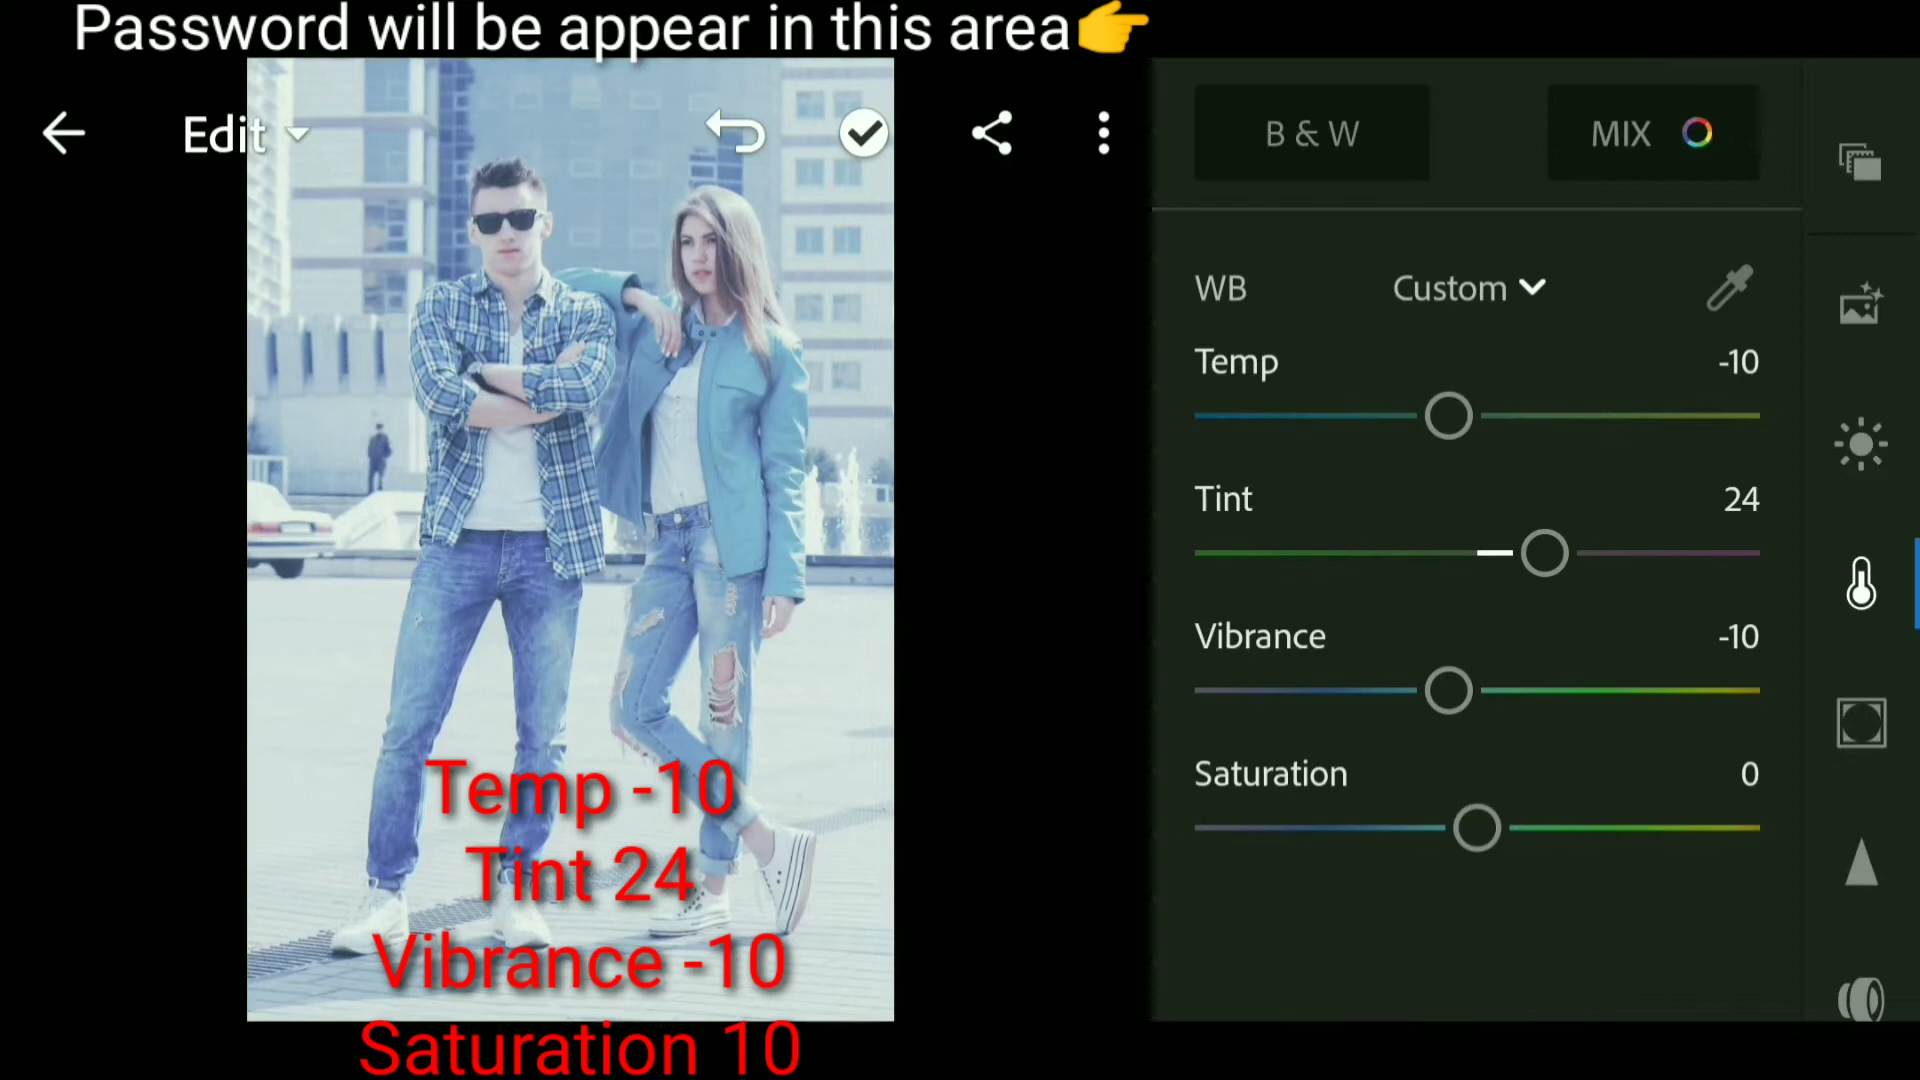 Password will be appear in this area👉
Edit
B & W
MIX
WB
Custom
Temp
-10
Tint
24
Vibrance
-10
Saturation
0
Temp -10
Tint 24
Vibrance -10
Saturation 10